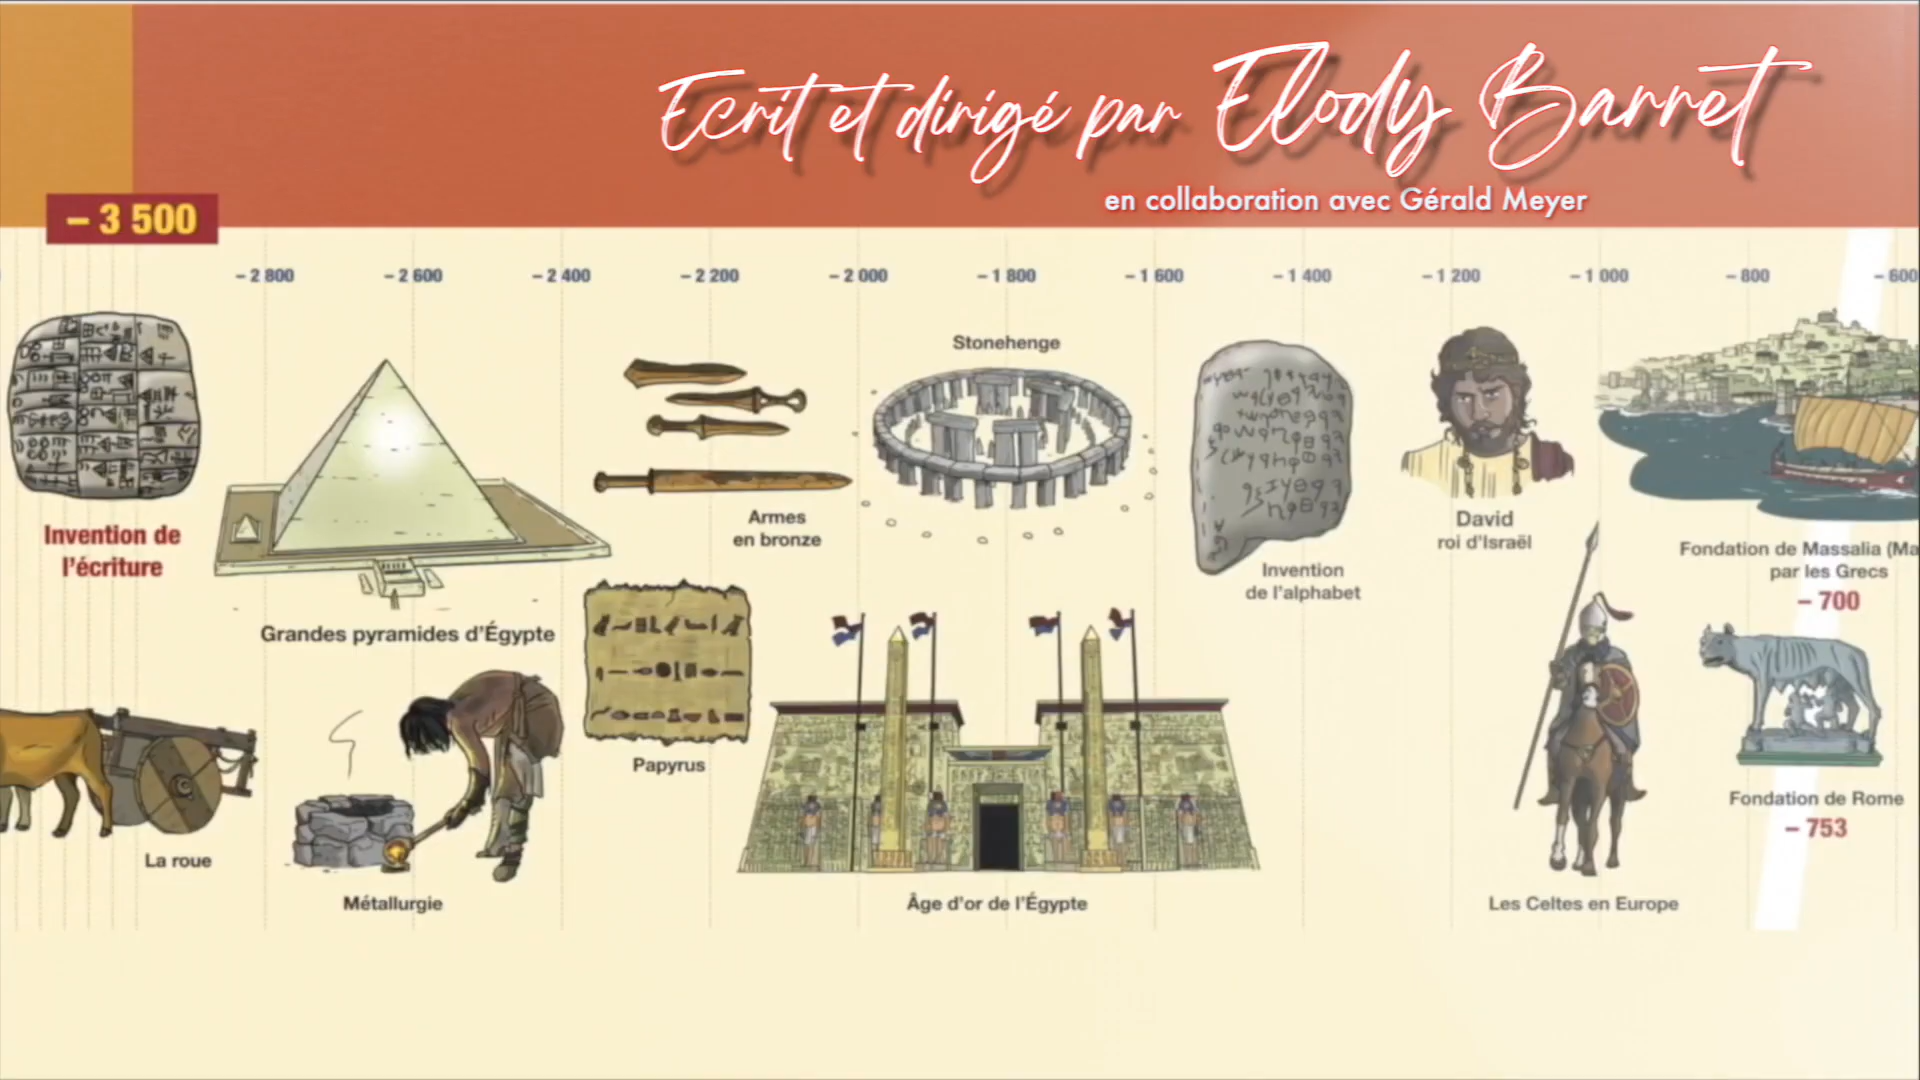 Ecrit et dirigé par Elody Barret
en collaboration avec Gérald Meyer
– 3 500
– 2 800
– 2 600
– 2 400
– 2 200
– 2 000
– 1 800
– 1 600
– 1 400
– 1 200
– 1 000
– 800
– 600
Invention de
l'écriture
Grandes pyramides d'Égypte
Armes
en bronze
Stonehenge
Invention
de l'alphabet
David
roi d'Israël
Fondation de Massalia (Ma
par les Grecs
– 700
Papyrus
La roue
Métallurgie
Âge d'or de l'Égypte
Les Celtes en Europe
Fondation de Rome
– 753